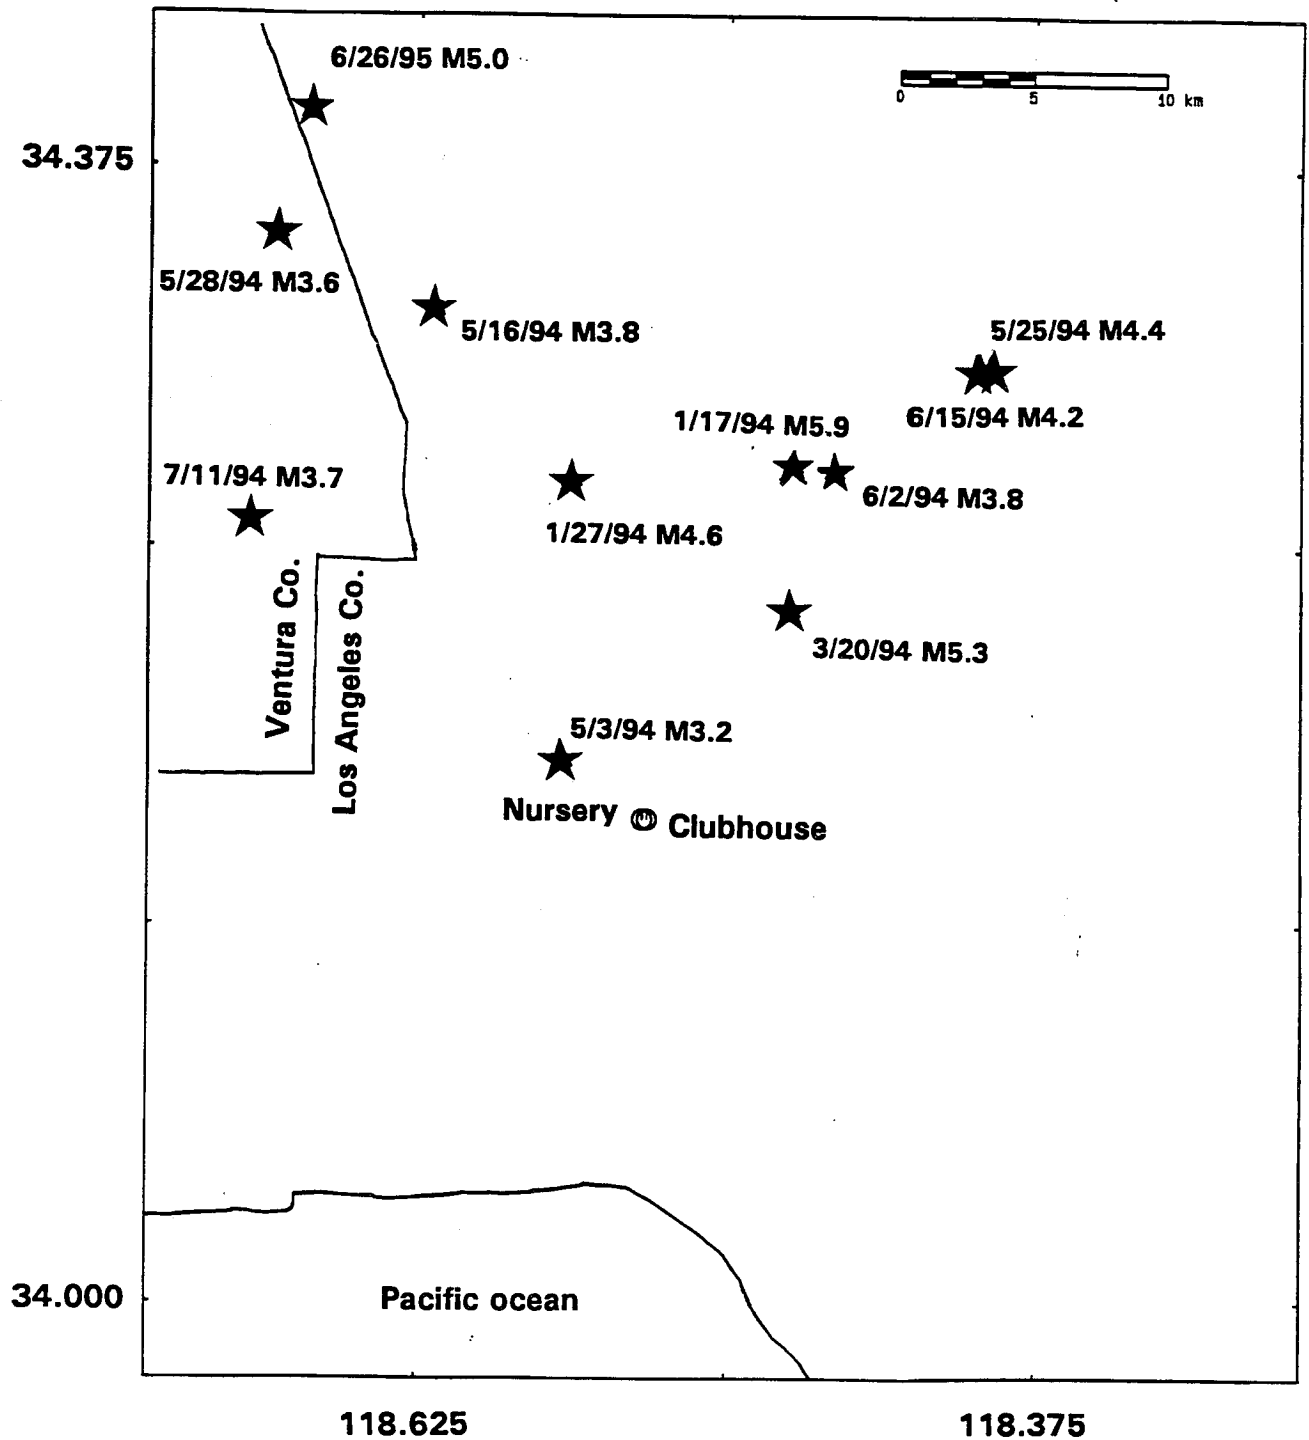 6/26/95 M5.0
0 5 10 km
34.375
5/28/94 M3.6
5/16/94 M3.8
5/25/94 M4.4
6/15/94 M4.2
1/17/94 M5.9
6/2/94 M3.8
7/11/94 M3.7
1/27/94 M4.6
Ventura Co.
Los Angeles Co.
3/20/94 M5.3
5/3/94 M3.2
Nursery
Clubhouse
34.000
Pacific ocean
118.625
118.375